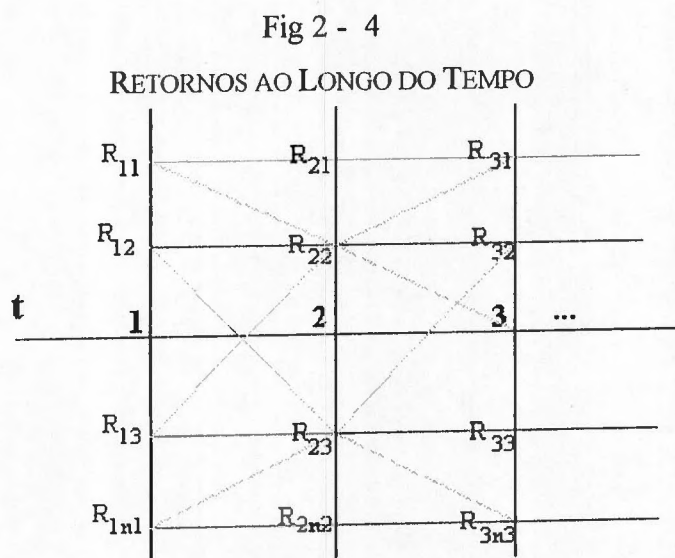 Fig 2 - 4
RETORNOS AO LONGO DO TEMPO
R11 R21 R31
R12 R22 R32
t 1 2 3 ...
R13 R23 R33
R1n1 R2n2 R3n3